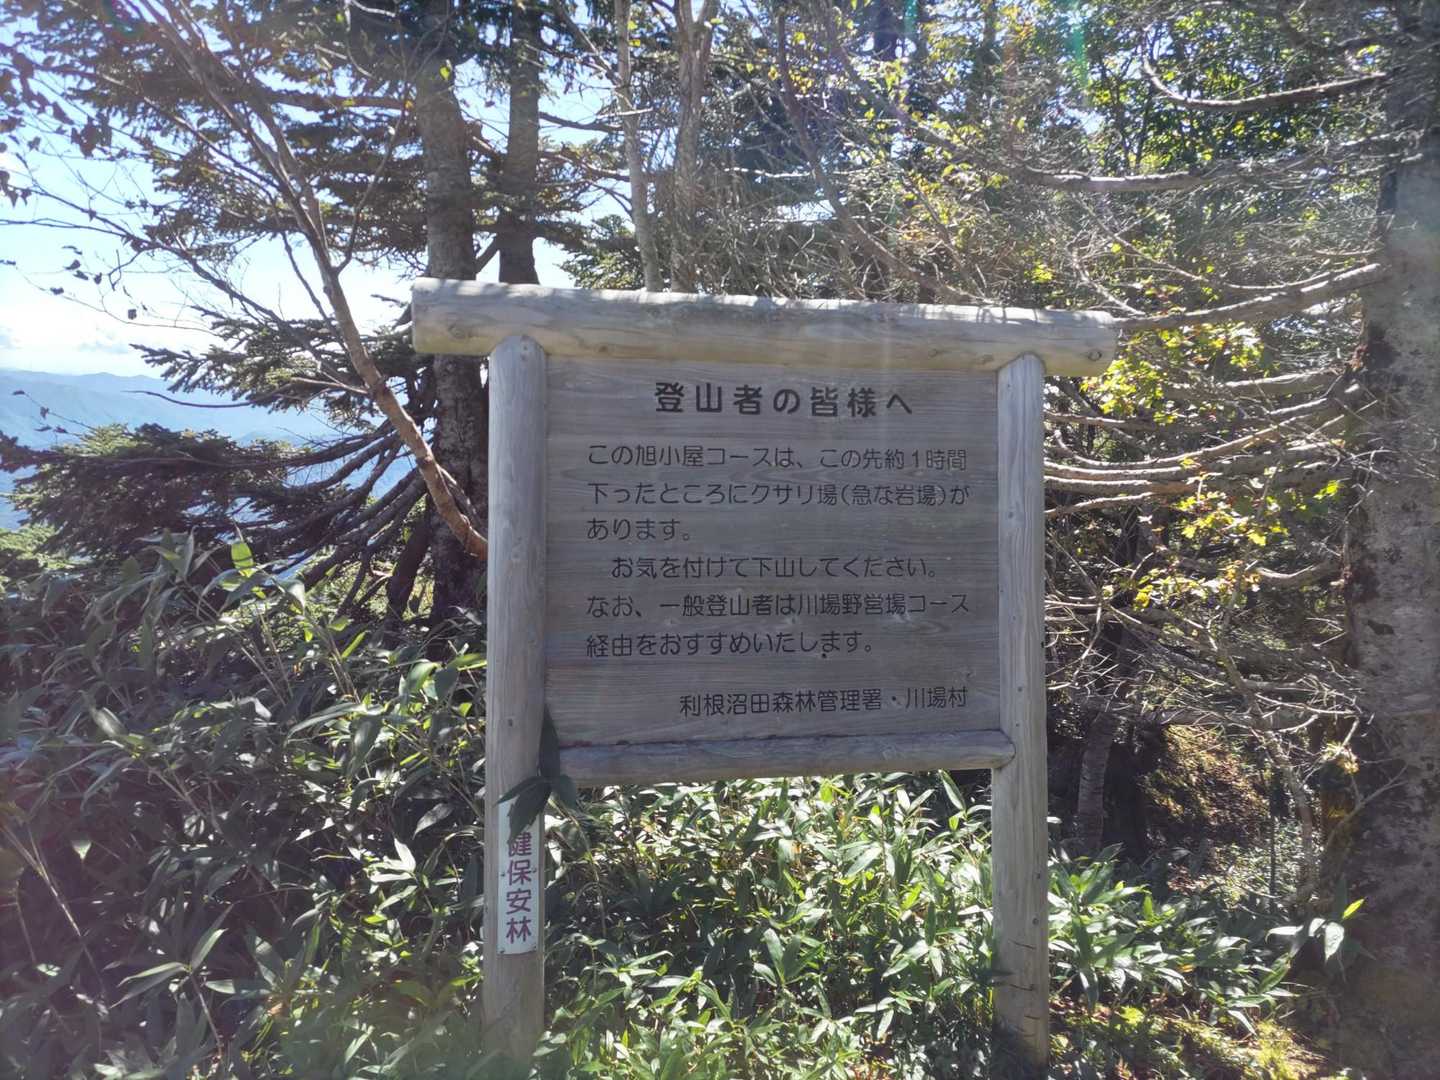 登山者の皆様へ
この旭小屋コースは、この先約1時間
下ったところにクサリ場(急な岩場)が
あります。
お気を付けて下山してください。
なお、一般登山者は川場野営場コース
経由をおすすめいたします。
利根沼田森林管理署・川場村
健保安林